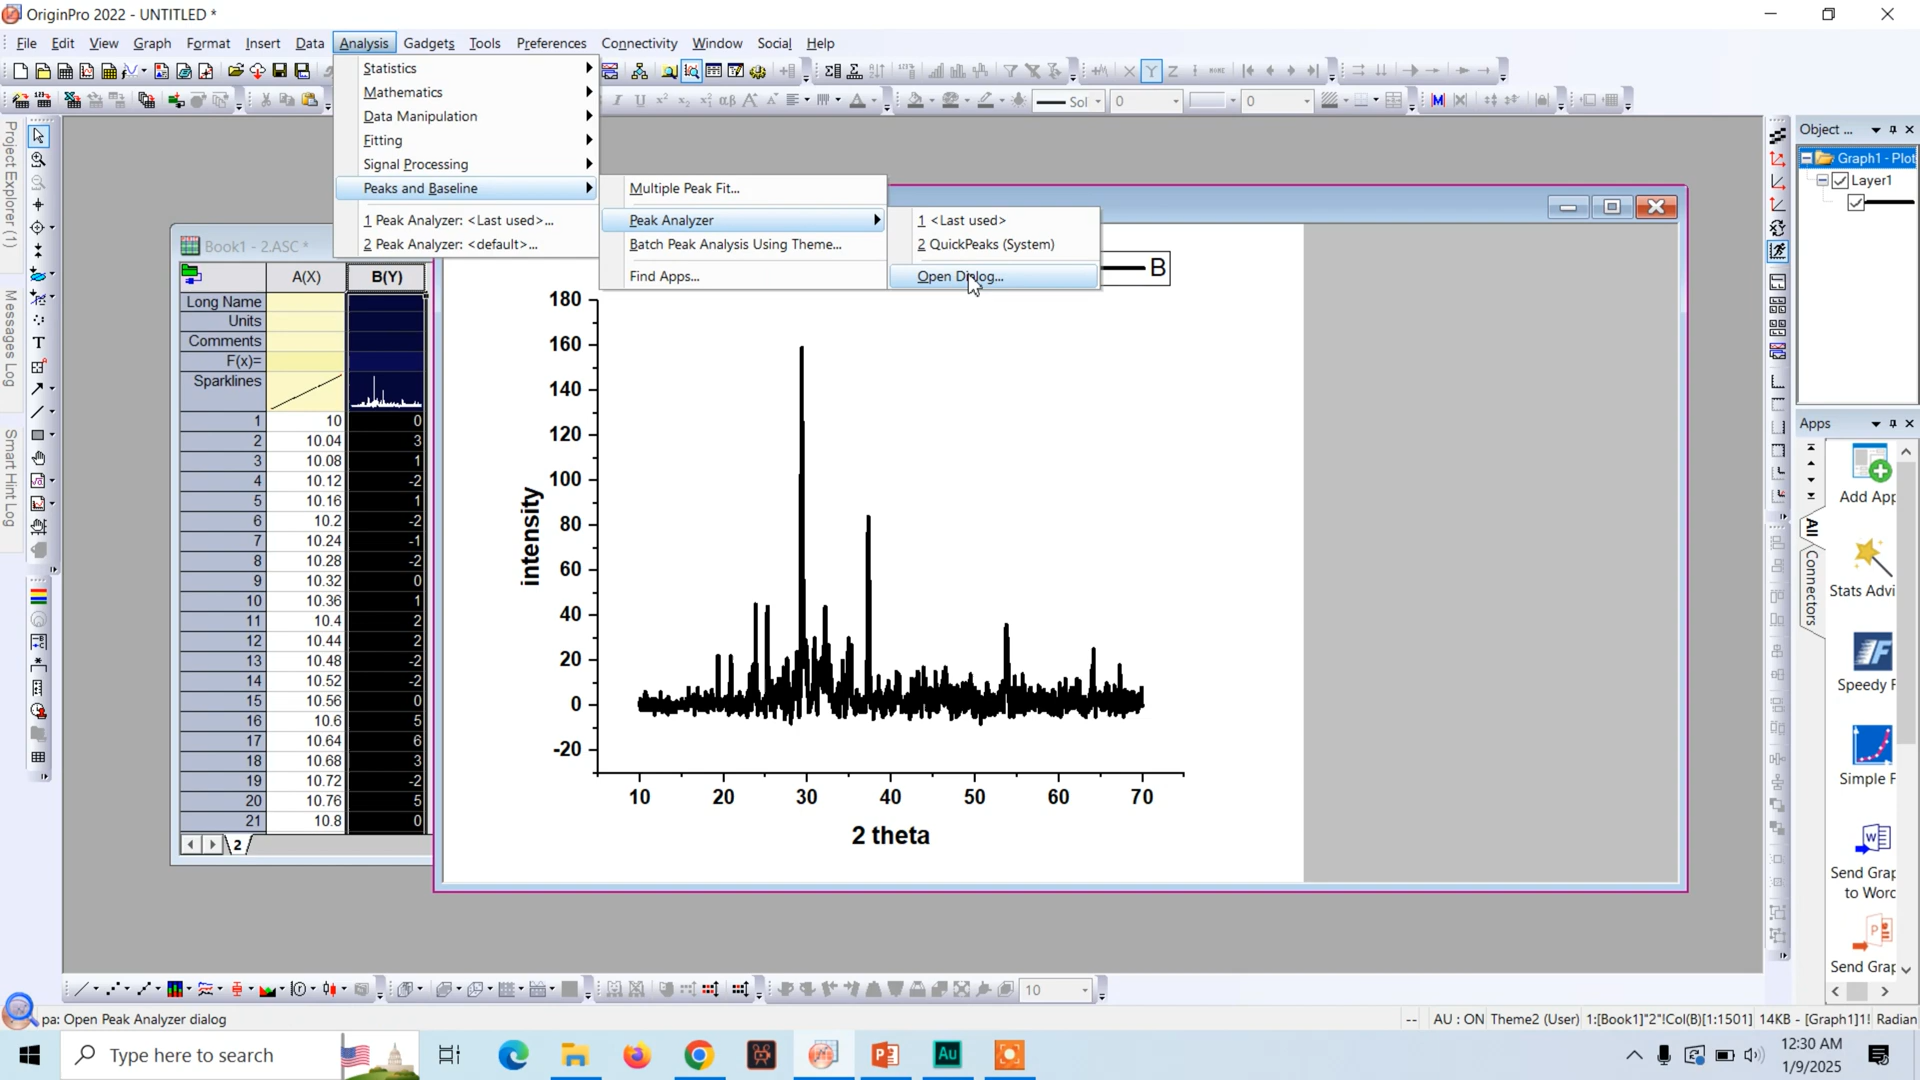 OriginPro 2022 - UNTITLED *
File Edit View Graph Format Insert Data Analysis Gadgets Tools Preferences Connectivity Window Social Help
Statistics
Mathematics
Data Manipulation
Fitting
Signal Processing
Peaks and Baseline
1 Peak Analyzer: <Last used>...
2 Peak Analyzer: <default>...
Multiple Peak Fit...
Peak Analyzer
Batch Peak Analysis Using Theme...
Find Apps...
1 <Last used>
2 QuickPeaks (System)
Open Dialog...
Sol 0 0
Project Explorer (1)
Messages Log
Smart Hint Log
Book1 - 2.ASC *
A(X) B(Y)
Long Name
Units
Comments
F(x)=
Sparklines
1 10 0
2 10.04 3
3 10.08 1
4 10.12 -2
5 10.16 1
6 10.2 -2
7 10.24 -1
8 10.28 -2
9 10.32 0
10 10.36 1
11 10.4 2
12 10.44 2
13 10.48 -2
14 10.52 -2
15 10.56 0
16 10.6 5
17 10.64 6
18 10.68 3
19 10.72 -2
20 10.76 5
21 10.8 0
2
B
180
160
140
120
100
80
60
40
20
0
-20
intensity
10 20 30 40 50 60 70
2 theta
Object ...
Graph1 - Plot
Layer1
Apps
All
Connectors
Add App
Stats Advi
Speedy F
Simple F
Send Grap
to Word
Send Grap
10
pa: Open Peak Analyzer dialog
-- AU : ON Theme2 (User) 1:[Book1]"2"!Col(B)[1:1501] 14KB - [Graph1]1! Radian
Type here to search
12:30 AM
1/9/2025